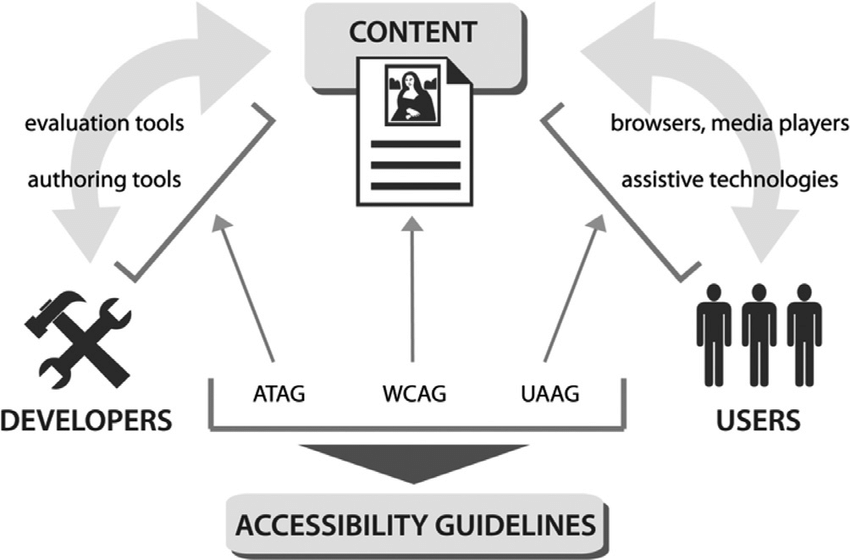 CONTENT
evaluation tools
authoring tools
browsers, media players
assistive technologies
ATAG
WCAG
UAAG
DEVELOPERS
USERS
ACCESSIBILITY GUIDELINES